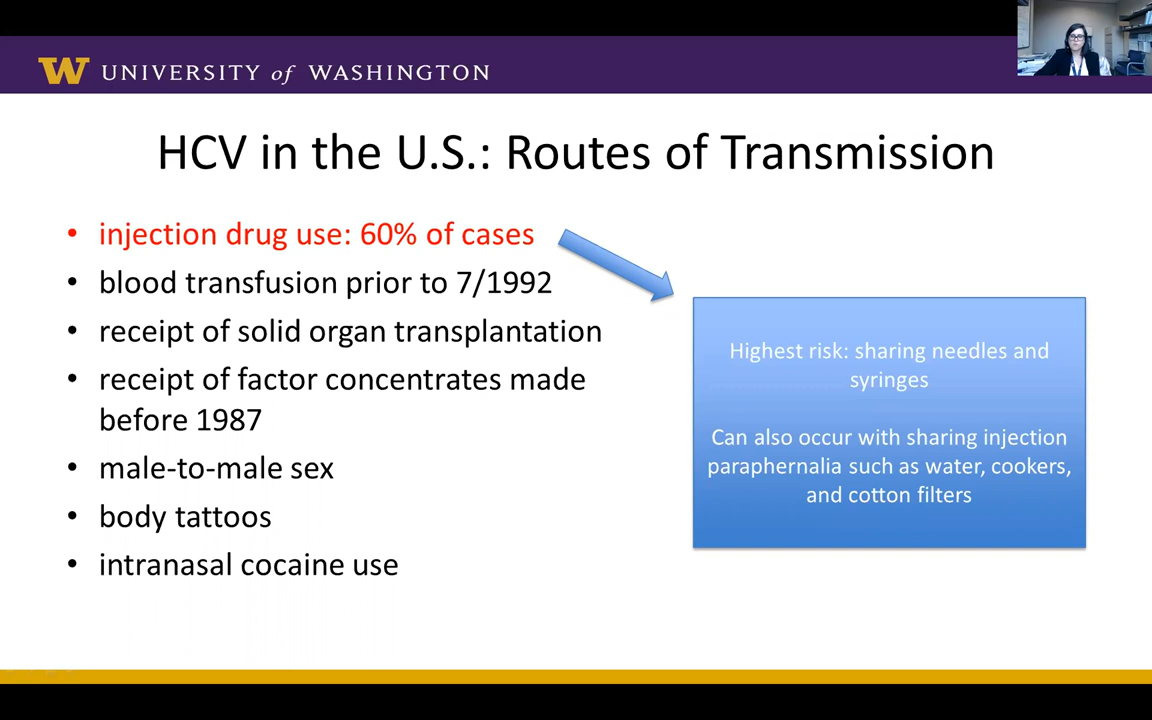 W UNIVERSITY of WASHINGTON
HCV in the U.S.: Routes of Transmission
• injection drug use: 60% of cases
• blood transfusion prior to 7/1992
• receipt of solid organ transplantation
• receipt of factor concentrates made
before 1987
• male-to-male sex
• body tattoos
• intranasal cocaine use
Highest risk: sharing needles and
syringes
Can also occur with sharing injection
paraphernalia such as water, cookers,
and cotton filters